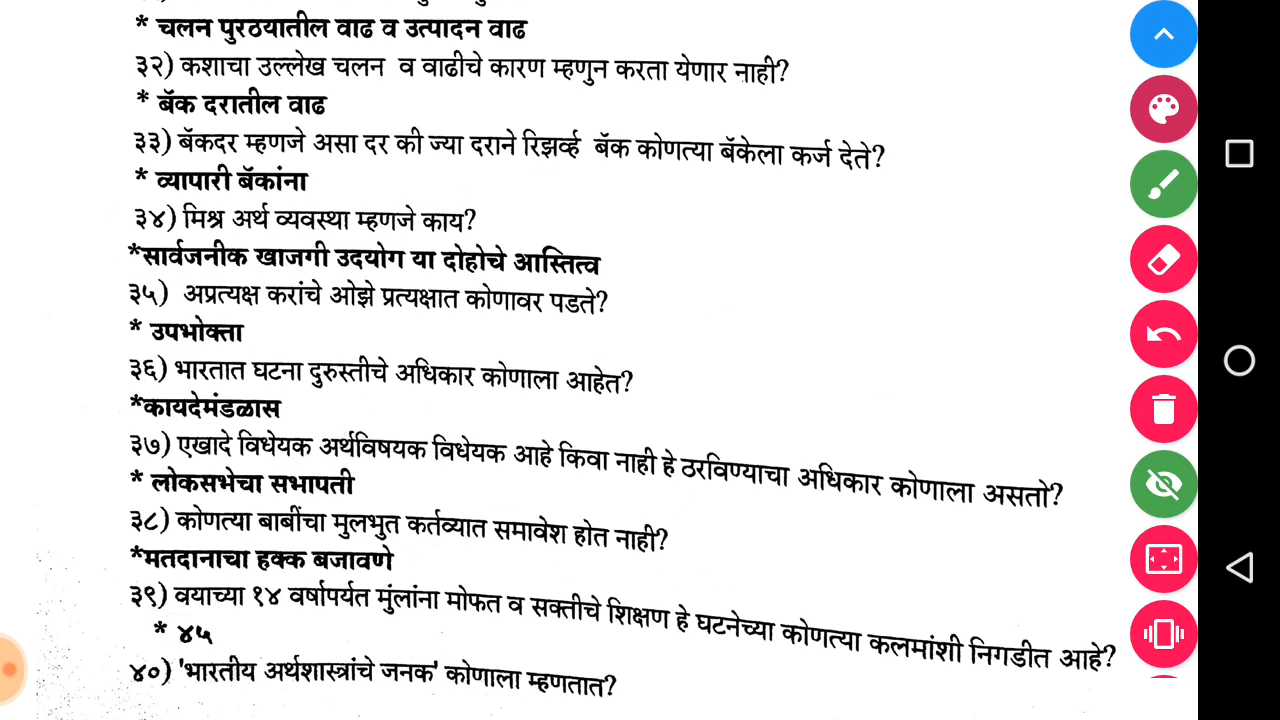 * चलन पुरठयातील वाढ व उत्पादन वाढ
३२) कशाचा उल्लेख चलन व वाढीचे कारण म्हणुन करता येणार नाही?
* बॅक दरातील वाढ
३३) बॅकदर म्हणजे असा दर की ज्या दराने रिझर्व्ह बॅक कोणत्या बॅकेला कर्ज देते?
* व्यापारी बॅकांना
३४) मिश्र अर्थ व्यवस्था म्हणजे काय?
*सार्वजनीक खाजगी उदयोग या दोहोचे आस्तित्व
३५) अप्रत्यक्ष करांचे ओझे प्रत्यक्षात कोणावर पडते?
* उपभोक्ता
३६) भारतात घटना दुरुस्तीचे अधिकार कोणाला आहेत?
*कायदेमंडळास
३७) एखादे विधेयक अर्थविषयक विधेयक आहे किवा नाही हे ठरविण्याचा अधिकार कोणाला असतो?
* लोकसभेचा सभापती
३८) कोणत्या बाबींचा मुलभुत कर्तव्यात समावेश होत नाही?
*मतदानाचा हक्क बजावणे
३९) वयाच्या १४ वर्षापर्यत मुंलांना मोफत व सक्तीचे शिक्षण हे घटनेच्या कोणत्या कलमांशी निगडीत आहे?
* ४५
४०) 'भारतीय अर्थशास्त्रांचे जनक' कोणाला म्हणतात?